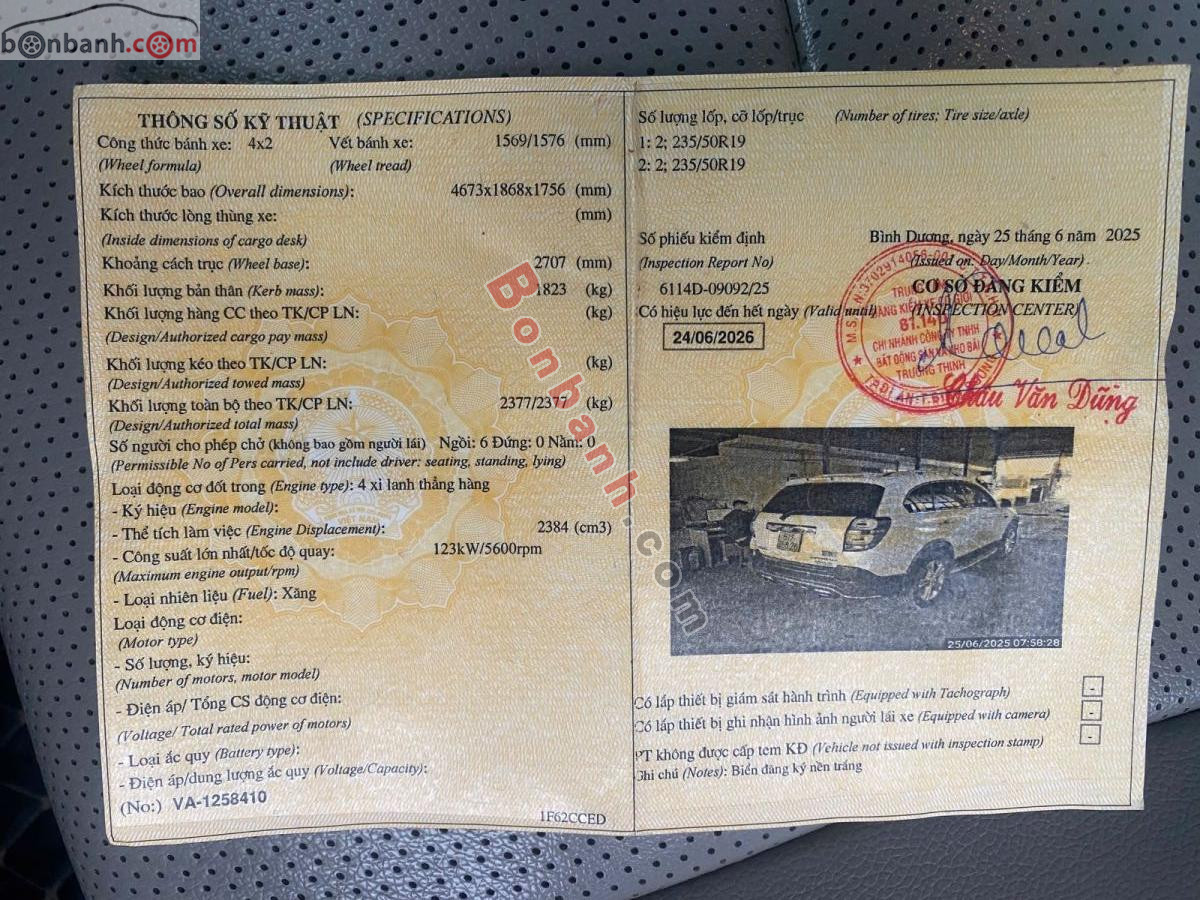 bonbanh.com
THÔNG SỐ KỸ THUẬT (SPECIFICATIONS)
Công thức bánh xe: 4x2 Vết bánh xe: 1569/1576 (mm)
(Wheel formula) (Wheel tread)
Kích thước bao (Overall dimensions): 4673x1868x1756 (mm)
Kích thước lòng thùng xe: (mm)
(Inside dimensions of cargo desk)
Khoảng cách trục (Wheel base): 2707 (mm)
Khối lượng bản thân (Kerb mass): 1823 (kg)
Khối lượng hàng CC theo TK/CP LN: (kg)
(Design/Authorized cargo pay mass)
Khối lượng kéo theo TK/CP LN: (kg)
(Design/Authorized towed mass)
Khối lượng toàn bộ theo TK/CP LN: 2377/2377 (kg)
(Design/Authorized total mass)
Số người cho phép chở (không bao gồm người lái) Ngồi: 6 Đứng: 0 Nằm: 0
(Permissible No of Pers carried, not include driver: seating, standing, lying)
Loại động cơ đốt trong (Engine type): 4 xi lanh thẳng hàng
- Ký hiệu (Engine model):
- Thể tích làm việc (Engine Displacement): 2384 (cm3)
- Công suất lớn nhất/tốc độ quay: 123kW/5600rpm
(Maximum engine output/rpm)
- Loại nhiên liệu (Fuel): Xăng
Loại động cơ điện:
(Motor type)
- Số lượng, ký hiệu:
(Number of motors, motor model)
- Điện áp/ Tổng CS động cơ điện:
(Voltage/ Total rated power of motors)
- Loại ắc quy (Battery type):
- Điện áp/dung lượng ắc quy (Voltage/Capacity):
(No:) VA-1258410
1F62CCED
Số lượng lốp, cỡ lốp/trục (Number of tires; Tire size/axle)
1: 2; 235/50R19
2: 2; 235/50R19
Số phiếu kiểm định Bình Dương, ngày 25 tháng 6 năm 2025
(Inspection Report No) (Issued on: Day/Month/Year)
6114D-09092/25 CƠ SỞ ĐĂNG KIỂM
Có hiệu lực đến hết ngày (Valid until) (INSPECTION CENTER)
24/06/2026
CHI NHÁNH CÔNG TY TNHH
TRƯỜNG THỊNH
Châu Văn Dũng
25/06/2025 07:58:28
Có lắp thiết bị giám sát hành trình (Equipped with Tachograph) -
Có lắp thiết bị ghi nhận hình ảnh người lái xe (Equipped with camera) -
PT không được cấp tem KĐ (Vehicle not issued with inspection stamp) -
Ghi chú (Notes): Biển đăng ký nền trắng
Bonbanh.com